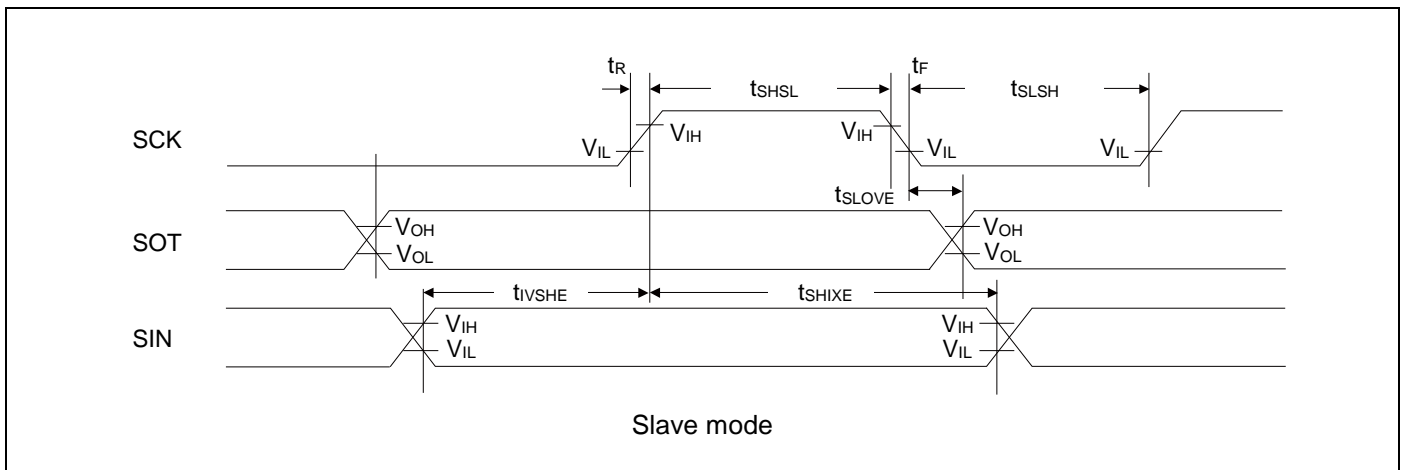 tR tF
tSHSL tSLSH
SCK VIL VIH VIH VIL VIL
tSLOVE
SOT VOH VOL VOH VOL
tIVSHE tSHIXE
SIN VIH VIL VIH VIL
Slave mode